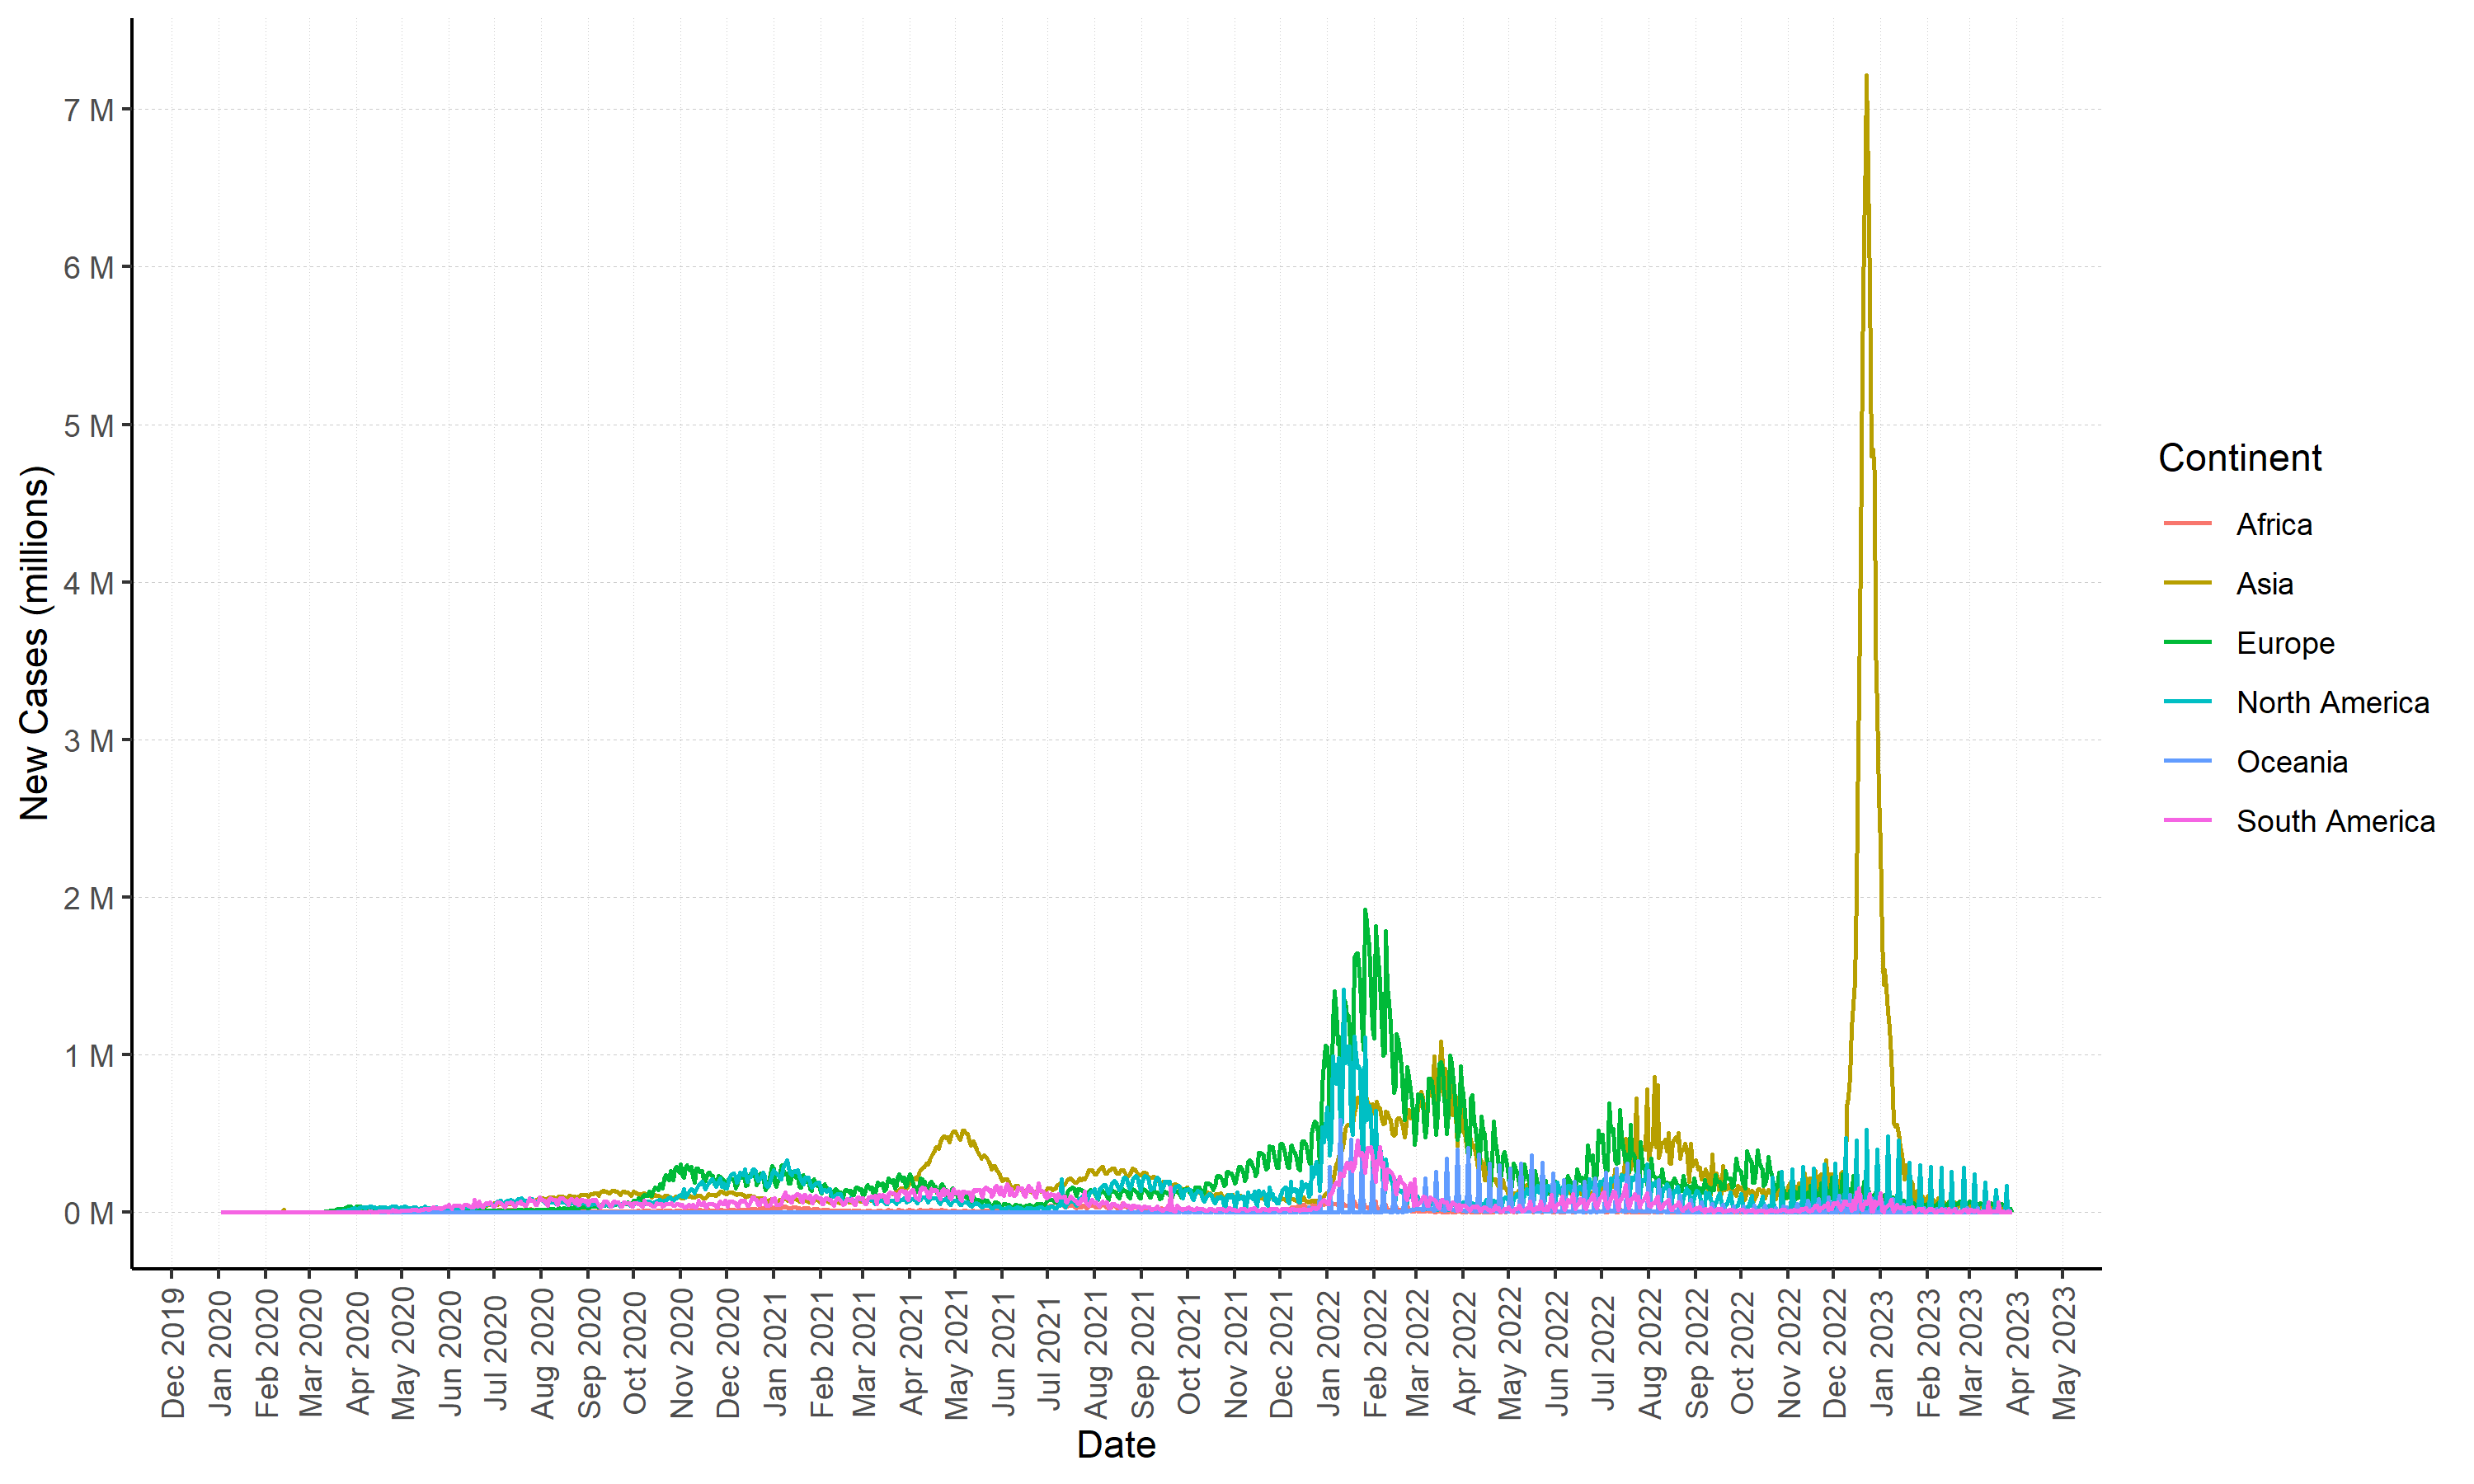 7 M
6 M
5 M
4 M
3 M
2 M
1 M
0 M
New Cases (millions)
Dec 2019
Jan 2020
Feb 2020
Mar 2020
Apr 2020
May 2020
Jun 2020
Jul 2020
Aug 2020
Sep 2020
Oct 2020
Nov 2020
Dec 2020
Jan 2021
Feb 2021
Mar 2021
Apr 2021
May 2021
Jun 2021
Jul 2021
Aug 2021
Sep 2021
Oct 2021
Nov 2021
Dec 2021
Jan 2022
Feb 2022
Mar 2022
Apr 2022
May 2022
Jun 2022
Jul 2022
Aug 2022
Sep 2022
Oct 2022
Nov 2022
Dec 2022
Jan 2023
Feb 2023
Mar 2023
Apr 2023
May 2023
Date
Continent
Africa
Asia
Europe
North America
Oceania
South America